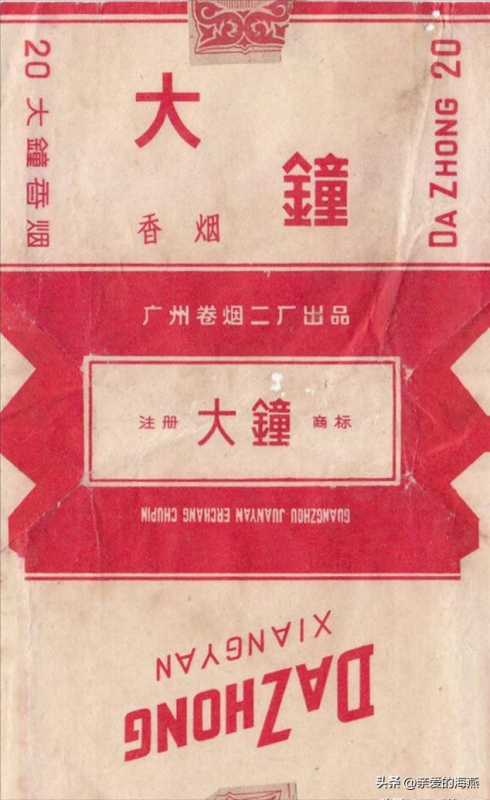 大鐘
香烟
20 大鐘香烟
DA ZHONG 20
广州卷烟二厂出品
注册 大鐘 商标
GUANGZHOU JUANYAN ERCHANG CHUPIN
XIANGYAN
DAZHONG
头条 @亲爱的海燕